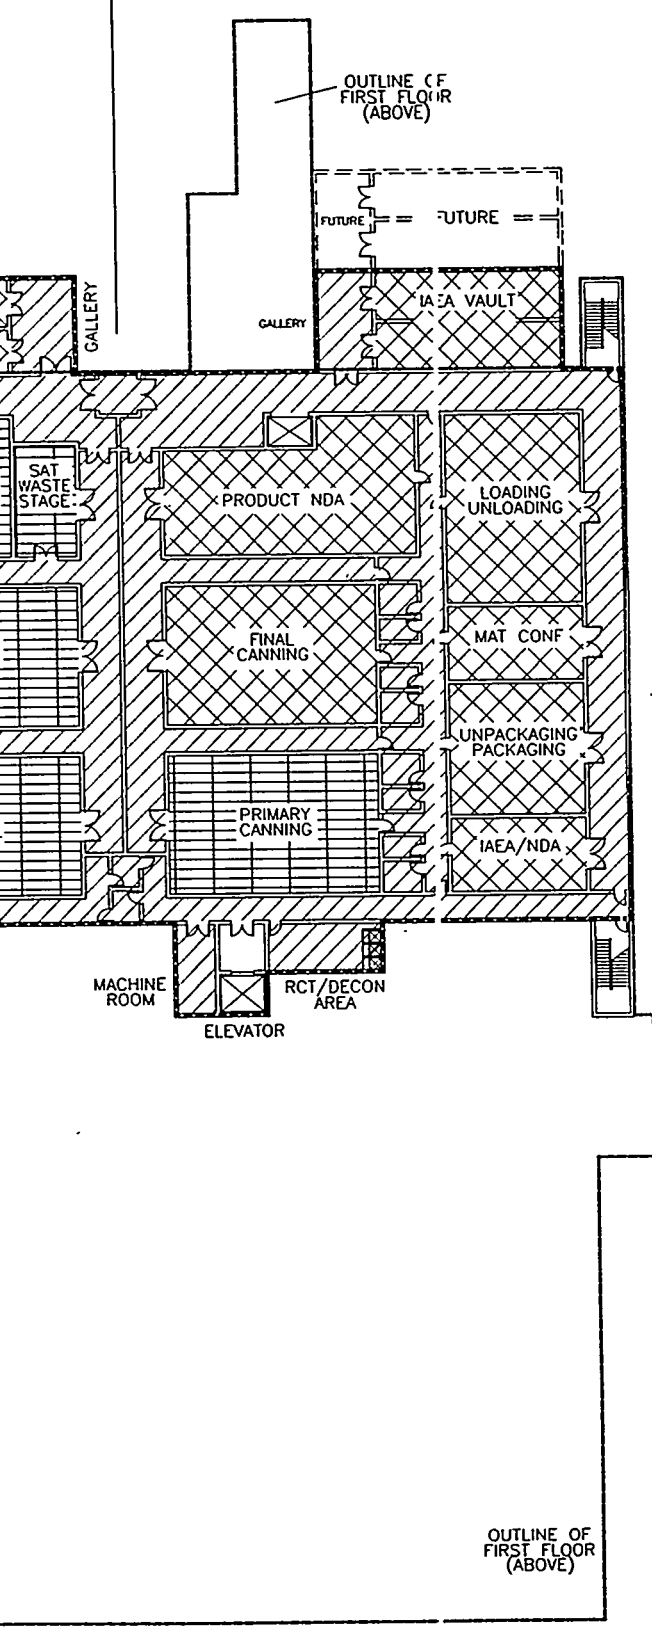 OUTLINE OF
FIRST FLOOR
(ABOVE)
FUTURE
FUTURE
GALLERY
IAEA VAULT
GALLERY
SAT
WASTE
STAGE
PRODUCT NDA
LOADING
UNLOADING
FINAL
CANNING
MAT CONF
UNPACKAGING
PACKAGING
PRIMARY
CANNING
IAEA/NDA
MACHINE
ROOM
RCT/DECON
AREA
ELEVATOR
OUTLINE OF
FIRST FLOOR
(ABOVE)